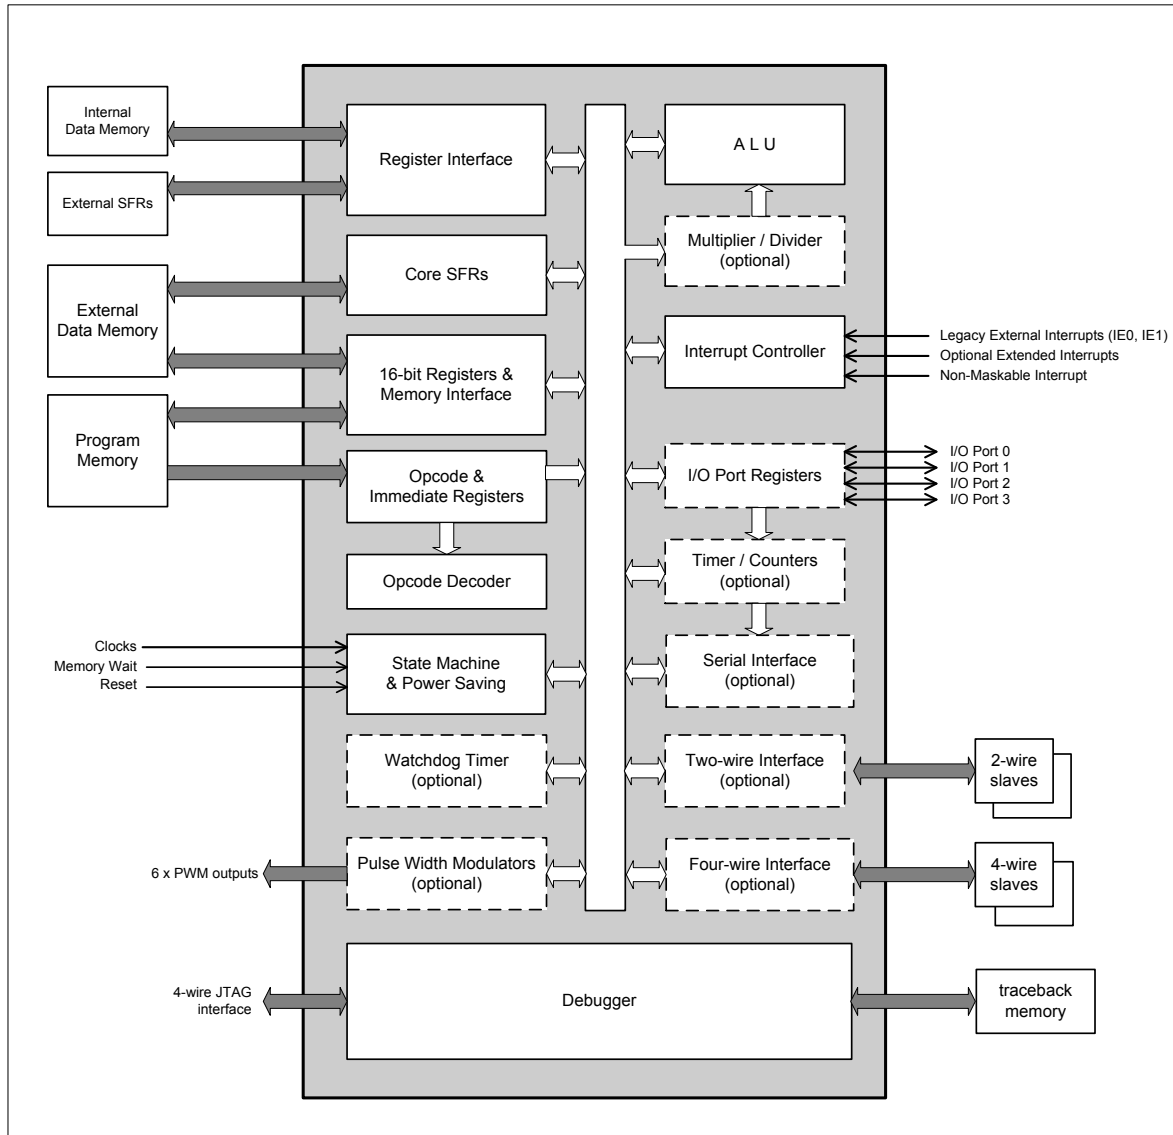 Internal
Data Memory
External SFRs
External
Data Memory
Program
Memory
Register Interface
Core SFRs
16-bit Registers &
Memory Interface
Opcode &
Immediate Registers
Opcode Decoder
Clocks
Memory Wait
Reset
State Machine
& Power Saving
Watchdog Timer
(optional)
6 x PWM outputs
Pulse Width Modulators
(optional)
4-wire JTAG
interface
Debugger
A L U
Multiplier / Divider
(optional)
Interrupt Controller
Legacy External Interrupts (IE0, IE1)
Optional Extended Interrupts
Non-Maskable Interrupt
I/O Port Registers
I/O Port 0
I/O Port 1
I/O Port 2
I/O Port 3
Timer / Counters
(optional)
Serial Interface
(optional)
Two-wire Interface
(optional)
2-wire
slaves
Four-wire Interface
(optional)
4-wire
slaves
traceback
memory